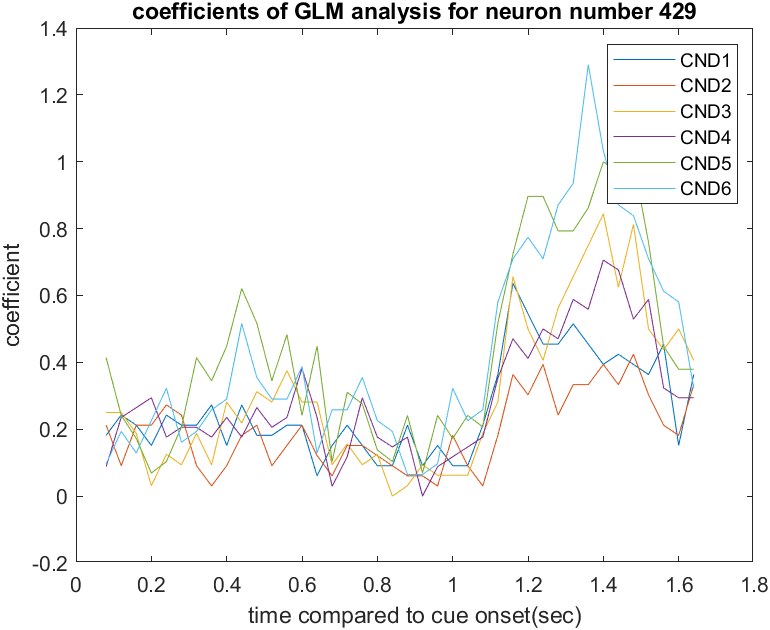 coefficients of GLM analysis for neuron number 429
1.4
1.2
1
0.8
0.6
0.4
0.2
0
-0.2
coefficient
CND1
CND2
CND3
CND4
CND5
CND6
0 0.2 0.4 0.6 0.8 1 1.2 1.4 1.6 1.8
time compared to cue onset(sec)